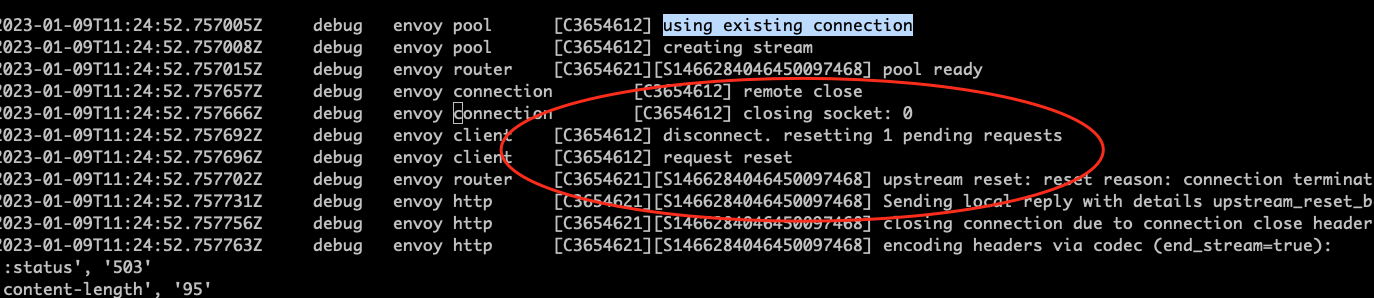 2023-01-09T11:24:52.757005Z debug envoy pool [C3654612] using existing connection
2023-01-09T11:24:52.757008Z debug envoy pool [C3654612] creating stream
2023-01-09T11:24:52.757015Z debug envoy router [C3654621][S1466284046450097468] pool ready
2023-01-09T11:24:52.757657Z debug envoy connection [C3654612] remote close
2023-01-09T11:24:52.757666Z debug envoy connection [C3654612] closing socket: 0
2023-01-09T11:24:52.757692Z debug envoy client [C3654612] disconnect. resetting 1 pending requests
2023-01-09T11:24:52.757696Z debug envoy client [C3654612] request reset
2023-01-09T11:24:52.757702Z debug envoy router [C3654621][S1466284046450097468] upstream reset: reset reason: connection terminat
2023-01-09T11:24:52.757731Z debug envoy http [C3654621][S1466284046450097468] Sending local reply with details upstream_reset_b
2023-01-09T11:24:52.757756Z debug envoy http [C3654621][S1466284046450097468] closing connection due to connection close header
2023-01-09T11:24:52.757763Z debug envoy http [C3654621][S1466284046450097468] encoding headers via codec (end_stream=true):
:status', '503'
content-length', '95'